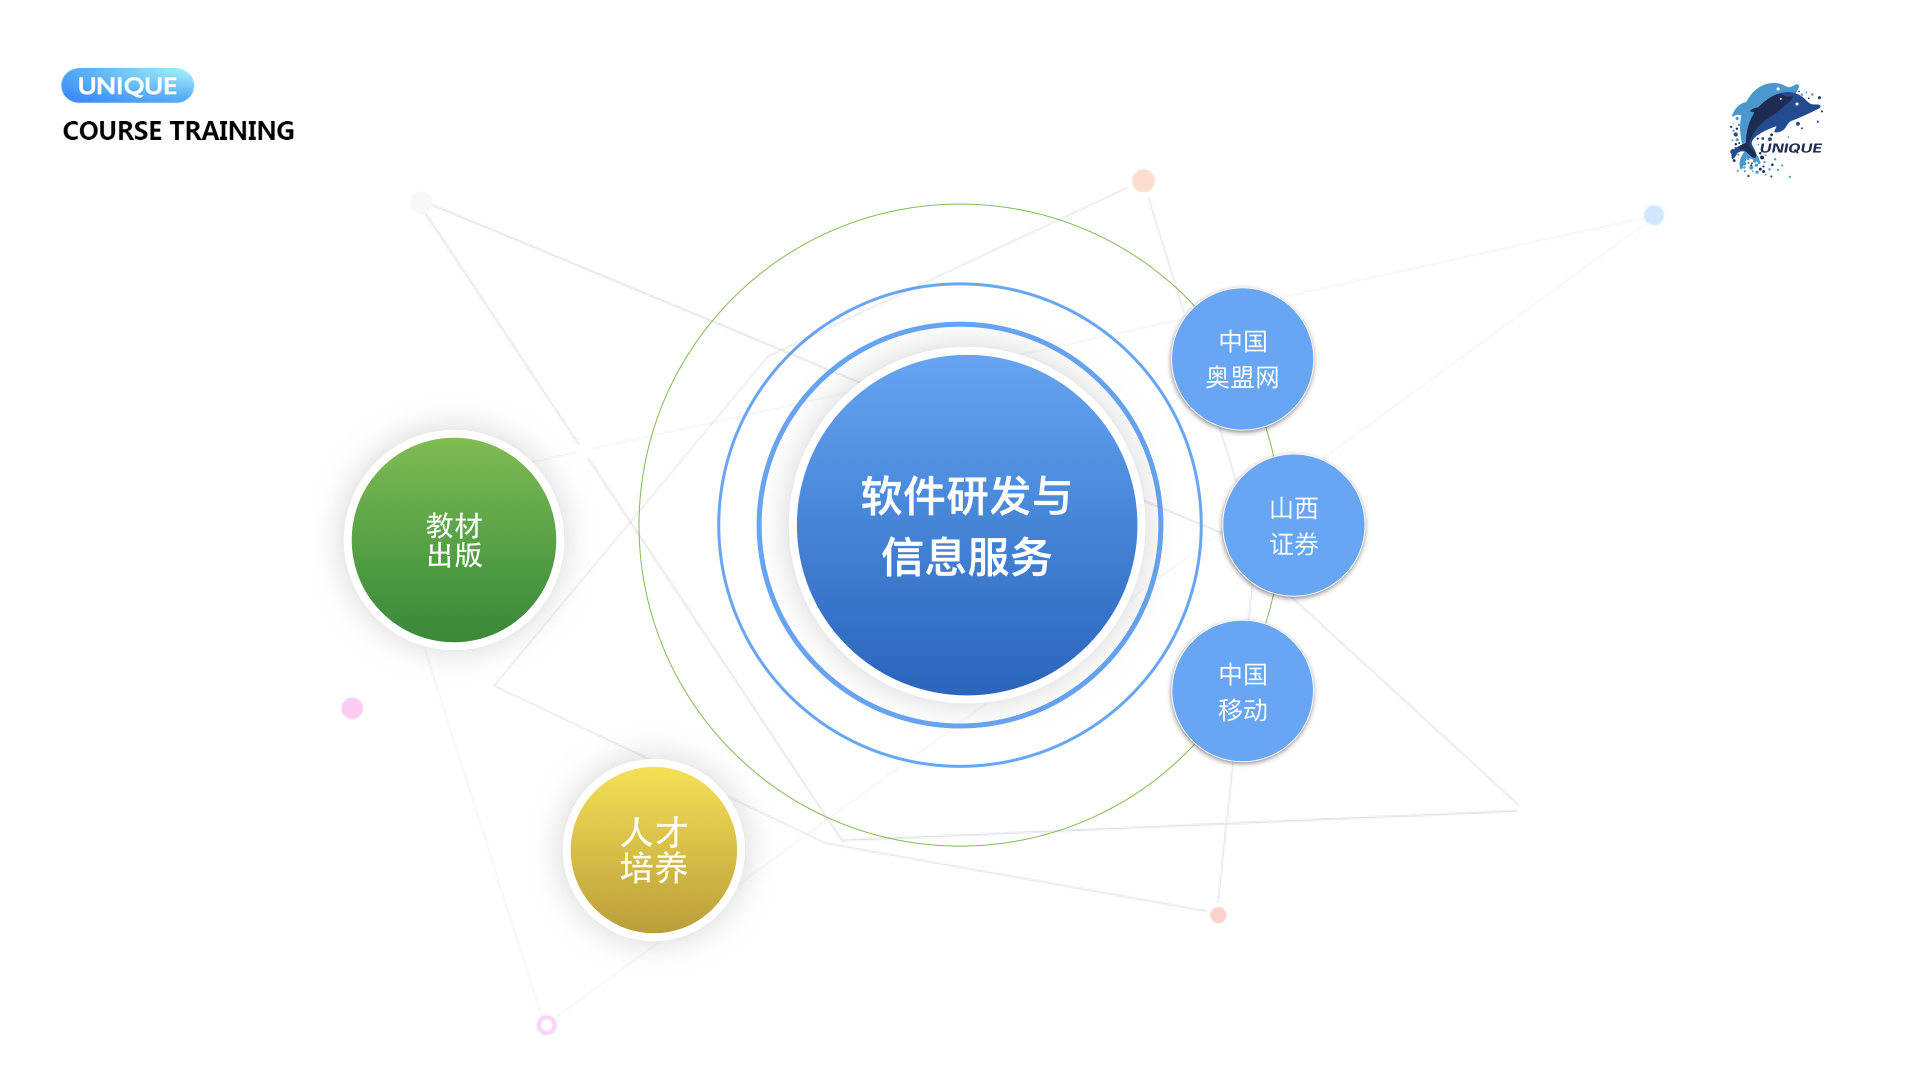 UNIQUE
COURSE TRAINING
UNIQUE
中国
奥盟网
软件研发与
信息服务
山西
证券
教材
出版
中国
移动
人才
培养